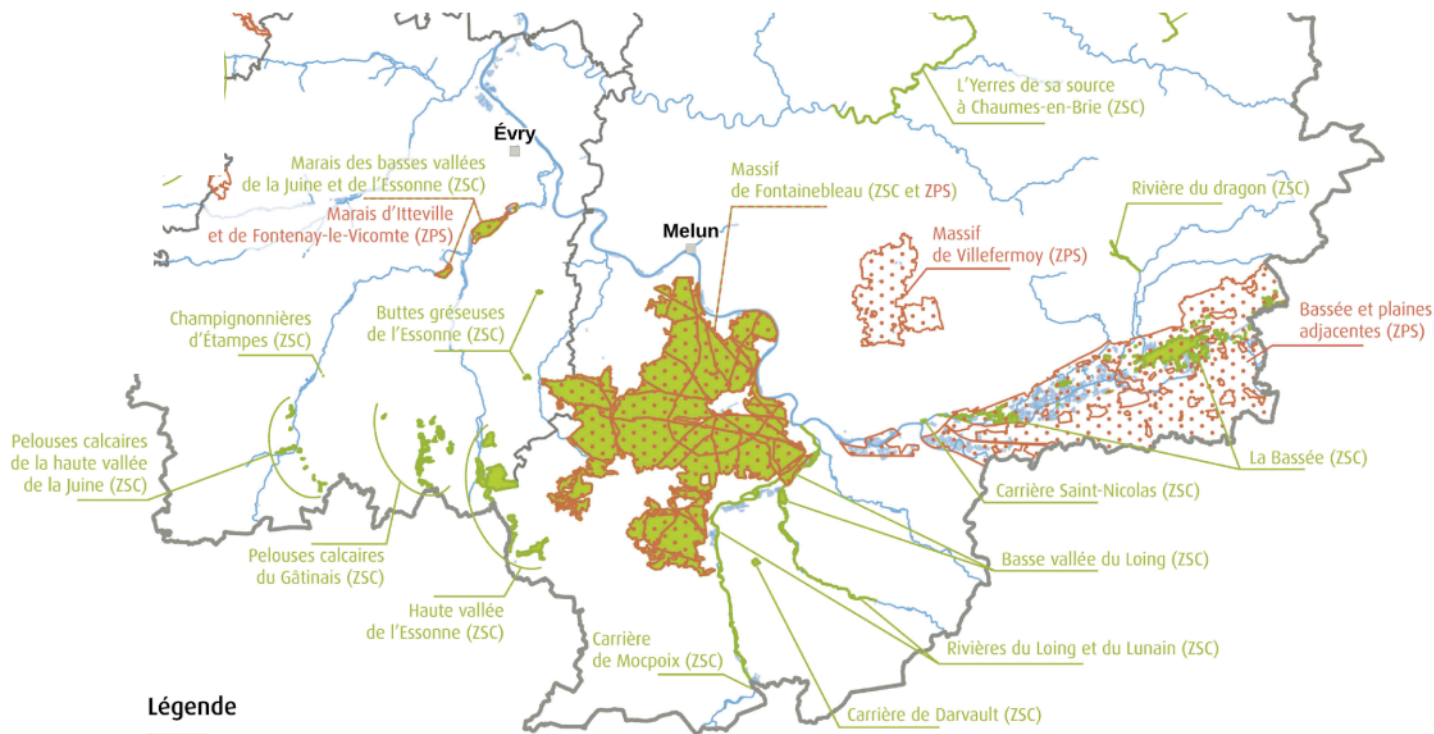 L'Yerres de sa source
à Chaumes-en-Brie (ZSC)
Évry
Marais des basses vallées
de la Juine et de l'Essonne (ZSC)
Marais d'Itteville
et de Fontenay-le-Vicomte (ZPS)
Massif
de Fontainebleau (ZSC et ZPS)
Rivière du dragon (ZSC)
Melun
Massif
de Villefermoy (ZPS)
Buttes gréseuses
de l'Essonne (ZSC)
Champignonnières
d'Étampes (ZSC)
Bassée et plaines
adjacentes (ZPS)
Pelouses calcaires
de la haute vallée
de la Juine (ZSC)
La Bassée (ZSC)
Carrière Saint-Nicolas (ZSC)
Pelouses calcaires
du Gâtinais (ZSC)
Basse vallée du Loing (ZSC)
Haute vallée
de l'Essonne (ZSC)
Carrière
de Mocpoix (ZSC)
Rivières du Loing et du Lunain (ZSC)
Carrière de Darvault (ZSC)
Légende